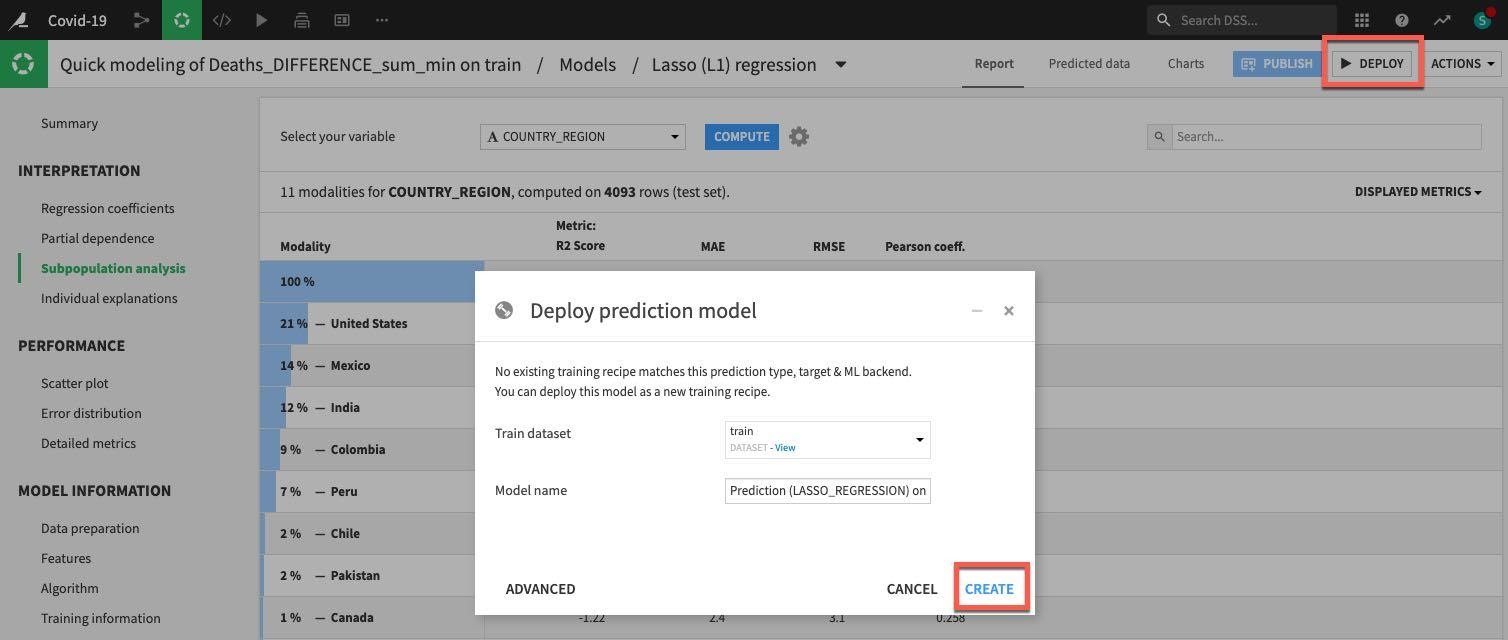 Covid-19
Search DSS...
S
Quick modeling of Deaths_DIFFERENCE_sum_min on train / Models / Lasso (L1) regression
Report
Predicted data
Charts
PUBLISH
DEPLOY
ACTIONS
Summary
INTERPRETATION
Regression coefficients
Partial dependence
Subpopulation analysis
Individual explanations
PERFORMANCE
Scatter plot
Error distribution
Detailed metrics
MODEL INFORMATION
Data preparation
Features
Algorithm
Training information
Select your variable
A COUNTRY_REGION
COMPUTE
Search...
11 modalities for COUNTRY_REGION, computed on 4093 rows (test set).
DISPLAYED METRICS
Metric:
Modality R2 Score MAE RMSE Pearson coeff.
100 %
21 % — United States
14 % — Mexico
12 % — India
9 % — Colombia
7 % — Peru
2 % — Chile
2 % — Pakistan
1 % — Canada -1.22 2.4 3.1 0.258
Deploy prediction model
No existing training recipe matches this prediction type, target & ML backend.
You can deploy this model as a new training recipe.
Train dataset
train
DATASET - View
Model name
Prediction (LASSO_REGRESSION) on
ADVANCED
CANCEL
CREATE